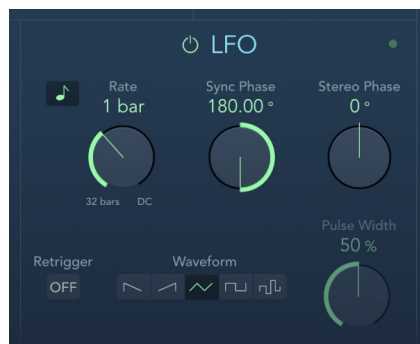 LFO
Rate
1 bar
Sync Phase
180.00 °
Stereo Phase
0 °
32 bars
DC
Pulse Width
50 %
Retrigger
OFF
Waveform